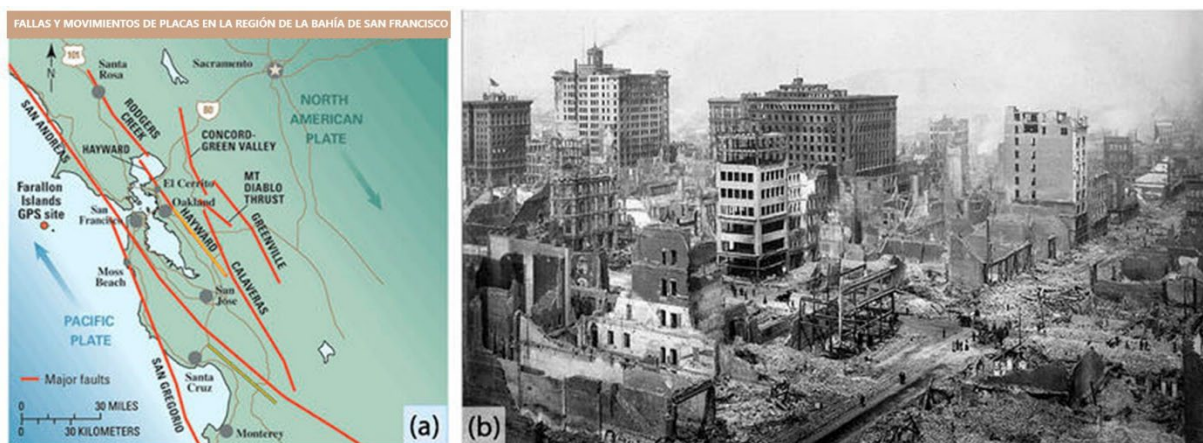 FALLAS Y MOVIMIENTOS DE PLACAS EN LA REGIÓN DE LA BAHÍA DE SAN FRANCISCO
101
N
Santa
Rosa
Sacramento
80
NORTH
AMERICAN
PLATE
SAN ANDREAS
RODGERS
CREEK
HAYWARD
CONCORD-
GREEN VALLEY
El Cerrito
Oakland
MT
DIABLO
THRUST
Farallon
Islands
GPS site
San
Francisco
HAYWARD
GREENVILLE
CALAVERAS
Moss
Beach
San
Jose
PACIFIC
PLATE
SAN GREGORIO
Santa
Cruz
Major faults
0 30 MILES
0 30 KILOMETERS
Monterey
(a)
(b)